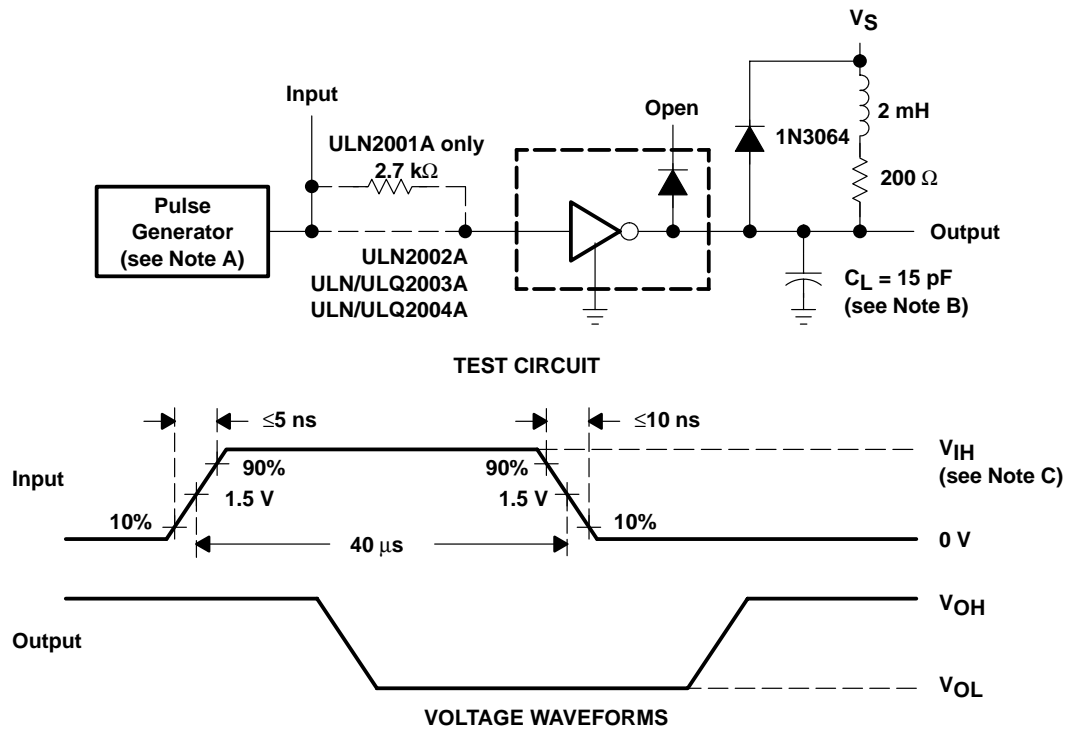 VS
Input
Open
2 mH
ULN2001A only
1N3064
2.7 kΩ
200 Ω
Pulse
Generator
(see Note A)
Output
ULN2002A
ULN/ULQ2003A
ULN/ULQ2004A
CL = 15 pF
(see Note B)
TEST CIRCUIT
≤5 ns
≤10 ns
VIH
(see Note C)
Input
90%
90%
1.5 V
1.5 V
10%
10%
40 μs
0 V
VOH
Output
VOL
VOLTAGE WAVEFORMS